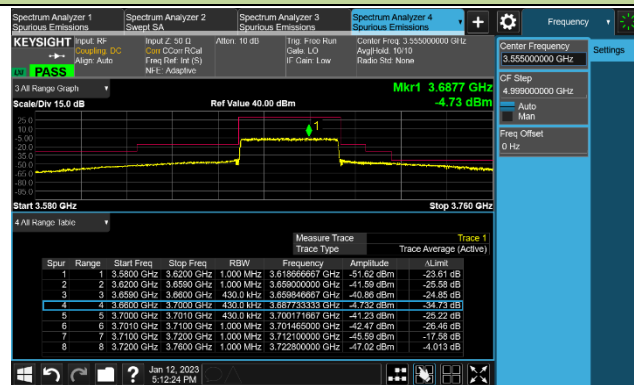 Spectrum Analyzer 1 Spurious Emissions
Spectrum Analyzer 2 Swept SA
Spectrum Analyzer 3 Spurious Emissions
Spectrum Analyzer 4 Spurious Emissions
Frequency
KEYSIGHT
Input: RF
Coupling: DC
Align: Auto
Input Z: 50 Ω
Corr CCorr RCal
Freq Ref: Int (S)
NFE: Adaptive
Atten: 10 dB
Trig: Free Run
Gate: LO
IF Gain: Low
Center Freq: 3.555000000 GHz
Avg|Hold: 10/10
Radio Std: None
PASS
Center Frequency
3.55500000 GHz
Settings
CF Step
4.999000000 GHz
Auto
Man
Freq Offset
0 Hz
3 All Range Graph
Mkr1 3.6877 GHz
Scale/Div 15.0 dB
Ref Value 40.00 dBm
-4.73 dBm
25.0
10.0
-5.00
-20.0
-35.0
-50.0
-65.0
-80.0
-95.0
1
Start 3.580 GHz
Stop 3.760 GHz
4 All Range Table
Measure Trace Trace 1
Trace Type Trace Average (Active)
Spur Range Start Freq Stop Freq RBW Frequency Amplitude ΔLimit
1 1 3.5800 GHz 3.6200 GHz 1.000 MHz 3.618666667 GHz -51.62 dBm -23.61 dB
2 2 3.6200 GHz 3.6590 GHz 1.000 MHz 3.659000000 GHz -41.59 dBm -25.58 dB
3 3 3.6590 GHz 3.6600 GHz 430.0 kHz 3.659846667 GHz -40.86 dBm -24.85 dB
4 4 3.6600 GHz 3.7000 GHz 430.0 kHz 3.687733333 GHz -4.732 dBm -34.73 dB
5 5 3.7000 GHz 3.7010 GHz 430.0 kHz 3.700171667 GHz -41.23 dBm -25.22 dB
6 6 3.7010 GHz 3.7100 GHz 1.000 MHz 3.701465000 GHz -42.47 dBm -26.46 dB
7 7 3.7100 GHz 3.7200 GHz 1.000 MHz 3.712100000 GHz -45.59 dBm -17.58 dB
8 8 3.7200 GHz 3.7600 GHz 1.000 MHz 3.722800000 GHz -47.02 dBm -4.013 dB
Jan 12, 2023
5:12:24 PM